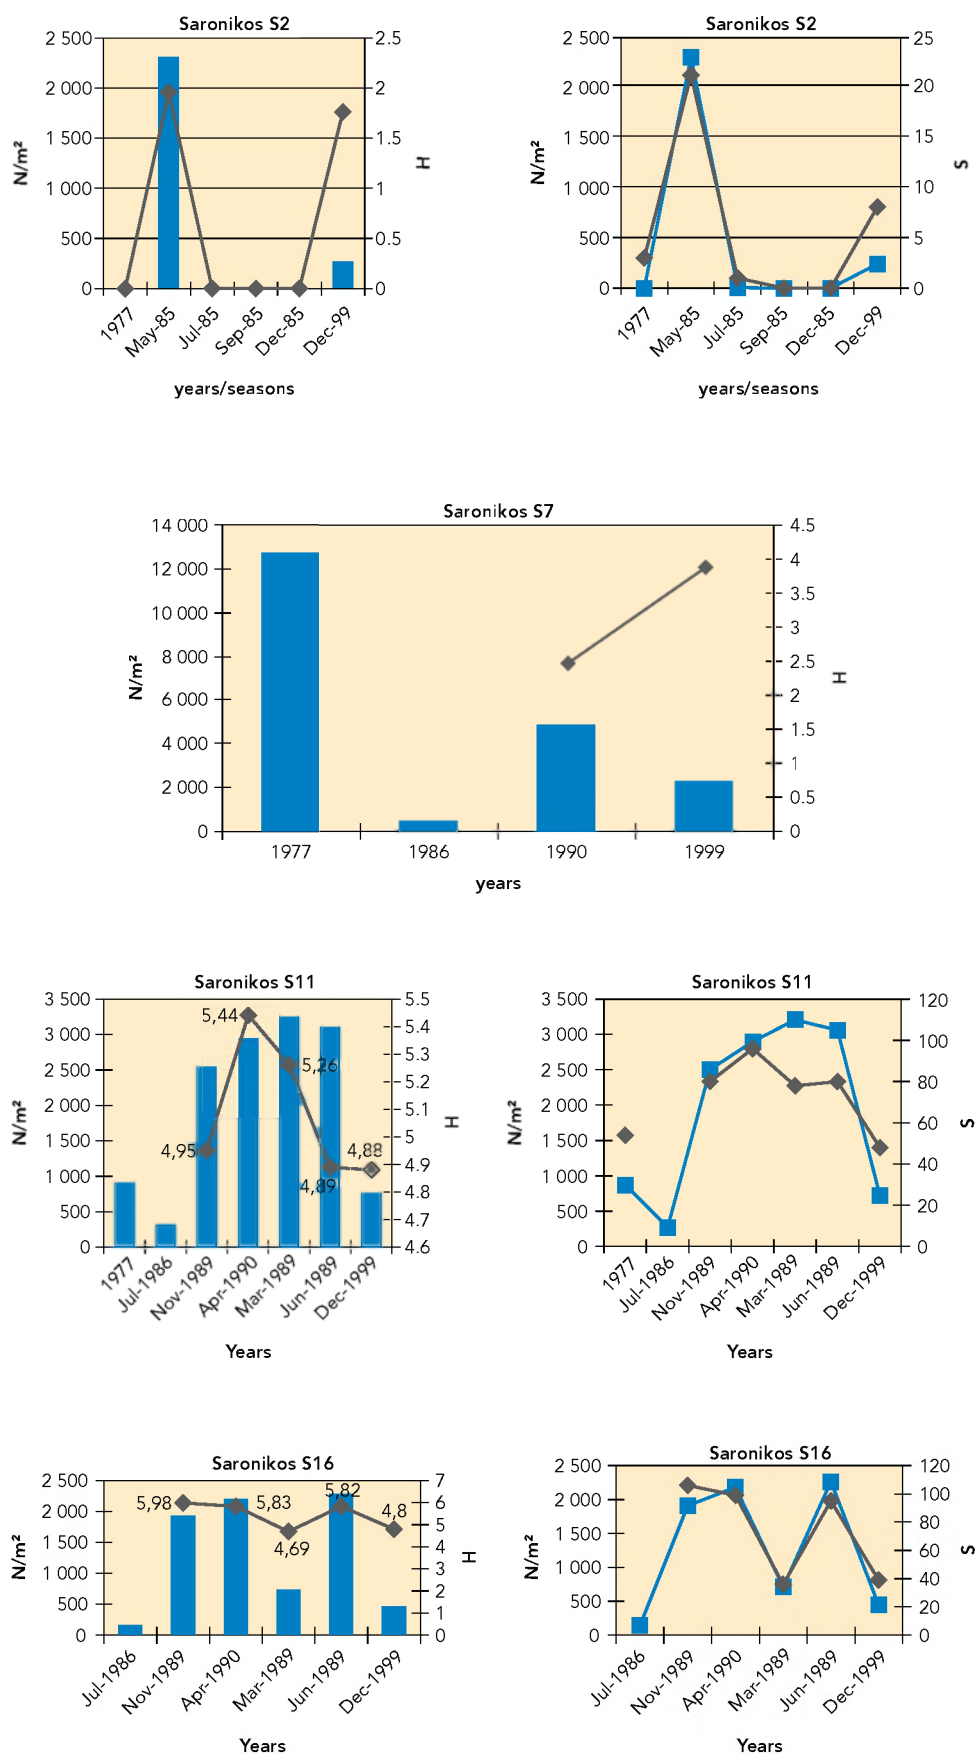 Saronikos S2
2 500
2 000
1 500
1 000
500
0
N/m²
2.5
2
1.5
1
0.5
0
H
1977
May-85
Jul-85
Sep-85
Dec-85
Dec-99
years/seasons
Saronikos S2
2 500
2 000
1 500
1 000
500
0
N/m²
25
20
15
10
5
0
S
1977
May-85
Jul-85
Sep-85
Dec-85
Dec-99
years/seasons
Saronikos S7
14 000
12 000
10 000
8 000
6 000
4 000
2 000
0
N/m²
4.5
4
3.5
3
2.5
2
1.5
1
0.5
0
H
1977
1986
1990
1999
years
Saronikos S11
3 500
3 000
2 500
2 000
1 500
1 000
500
0
N/m²
5,44
5,26
4,95
4,89
4,88
5.5
5.4
5.3
5.2
5.1
5
4.9
4.8
4.7
4.6
H
1977
Jul-1986
Nov-1989
Apr-1990
Mar-1989
Jun-1989
Dec-1999
Years
Saronikos S11
3 500
3 000
2 500
2 000
1 500
1 000
500
0
N/m²
120
100
80
60
40
20
0
S
1977
Jul-1986
Nov-1989
Apr-1990
Mar-1989
Jun-1989
Dec-1999
Years
Saronikos S16
2 500
2 000
1 500
1 000
500
0
N/m²
5,98
5,83
4,69
5,82
4,8
7
6
5
4
3
2
1
0
H
Jul-1986
Nov-1989
Apr-1990
Mar-1989
Jun-1989
Dec-1999
Years
Saronikos S16
2 500
2 000
1 500
1 000
500
0
N/m²
120
100
80
60
40
20
0
S
Jul-1986
Nov-1989
Apr-1990
Mar-1989
Jun-1989
Dec-1999
Years